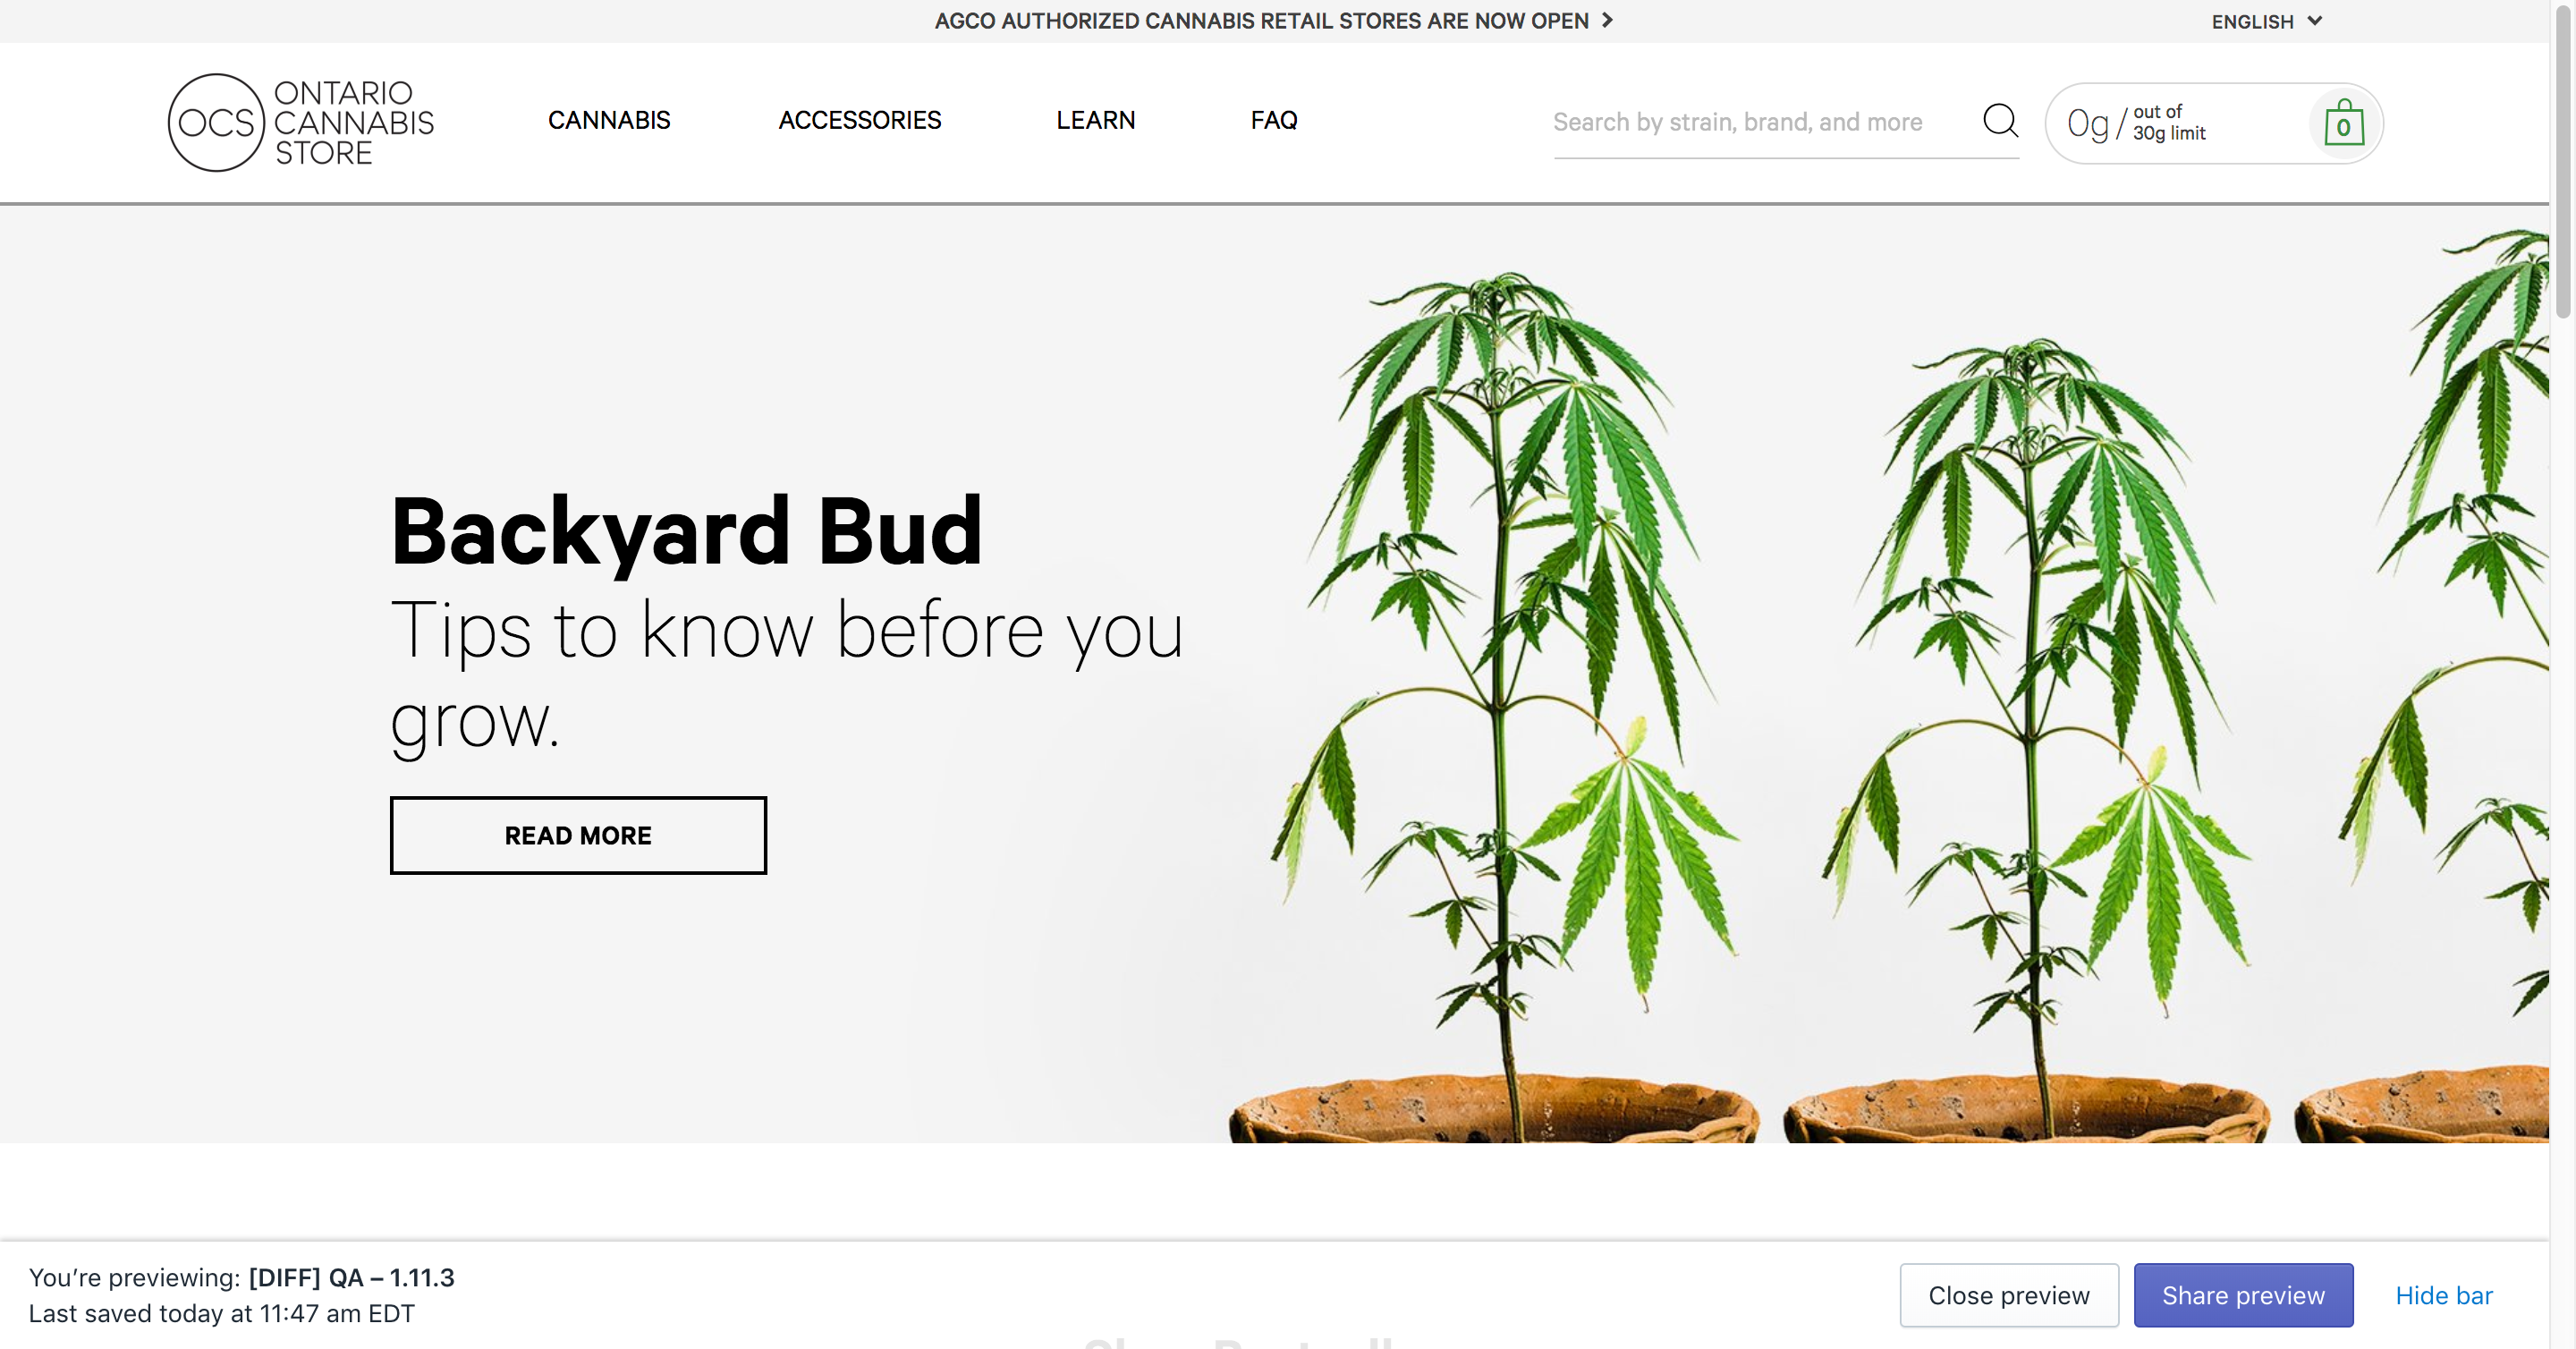 AGCO AUTHORIZED CANNABIS RETAIL STORES ARE NOW OPEN
ENGLISH
OCS
ONTARIO
CANNABIS
STORE
CANNABIS
ACCESSORIES
LEARN
FAQ
Search by strain, brand, and more
0g/
out of
30g limit
0
Backyard Bud
Tips to know before you
grow.
READ MORE
You’re previewing: [DIFF] QA – 1.11.3
Last saved today at 11:47 am EDT
Close preview
Share preview
Hide bar